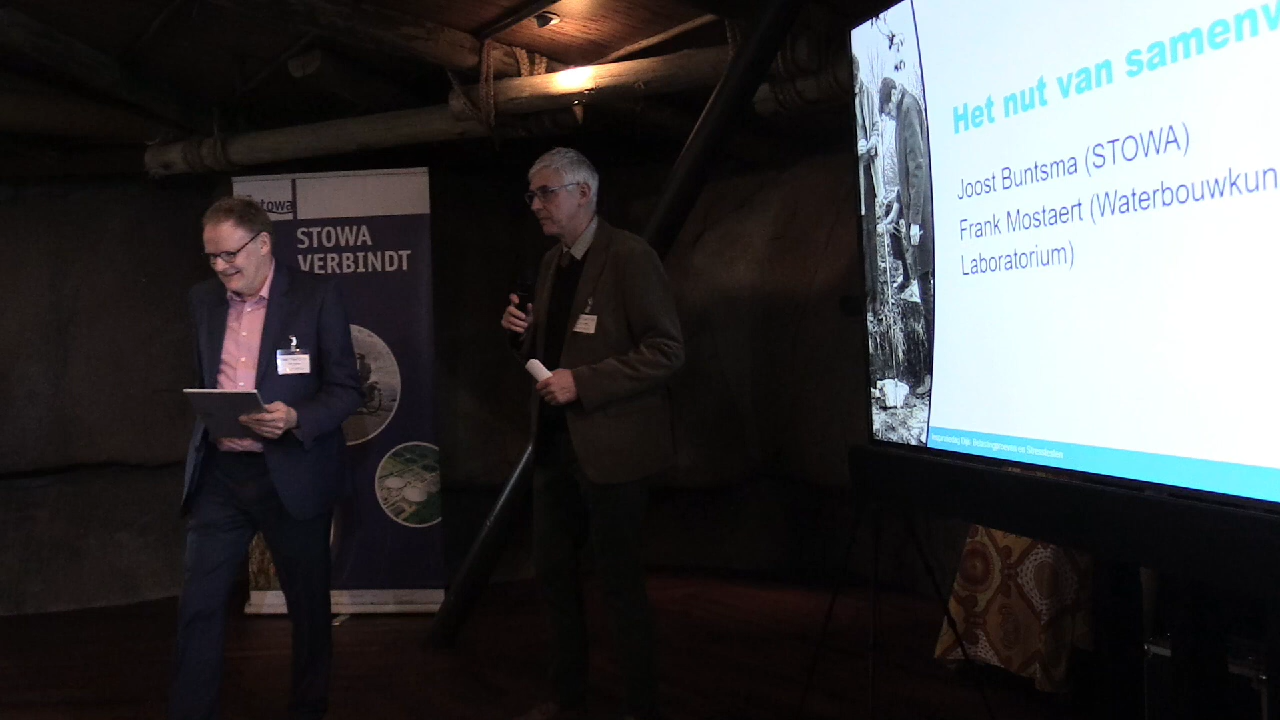 stowa
STOWA
VERBINDT
Het nut van samenv
Joost Buntsma (STOWA)
Frank Mostaert (Waterbouwkun
Laboratorium)